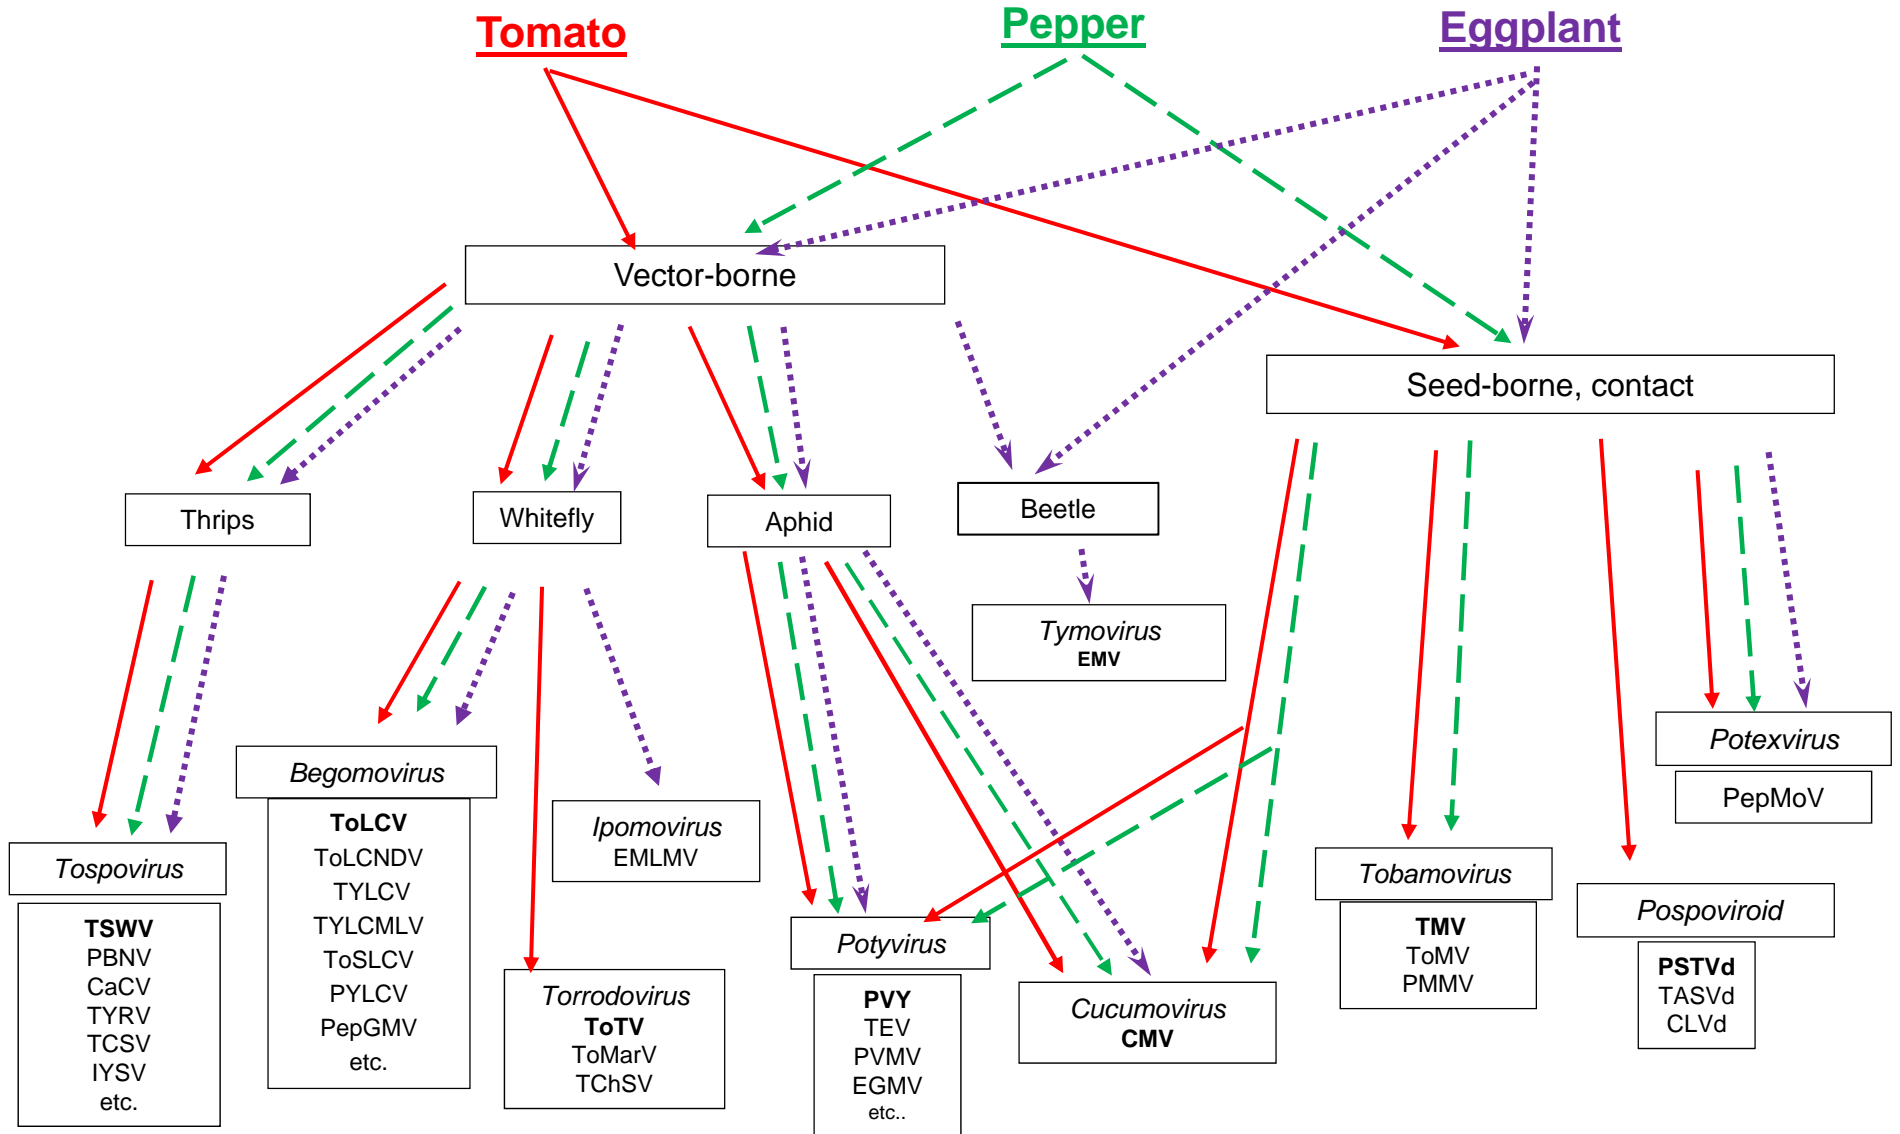 Tomato
Pepper
Eggplant
Vector-borne
Seed-borne, contact
Thrips
Whitefly
Aphid
Beetle
Tymovirus
EMV
Potexvirus
PepMoV
Begomovirus
ToLCV
ToLCNDV
TYLCV
TYLCMLV
ToSLCV
PYLCV
PepGMV
etc.
Ipomovirus
EMLMV
Tospovirus
TSWV
PBNV
CaCV
TYRV
TCSV
IYSV
etc.
Torrodovirus
ToTV
ToMarV
TChSV
Potyvirus
PVY
TEV
PVMV
EGMV
etc..
Cucumovirus
CMV
Tobamovirus
TMV
ToMV
PMMV
Pospoviroid
PSTVd
TASVd
CLVd